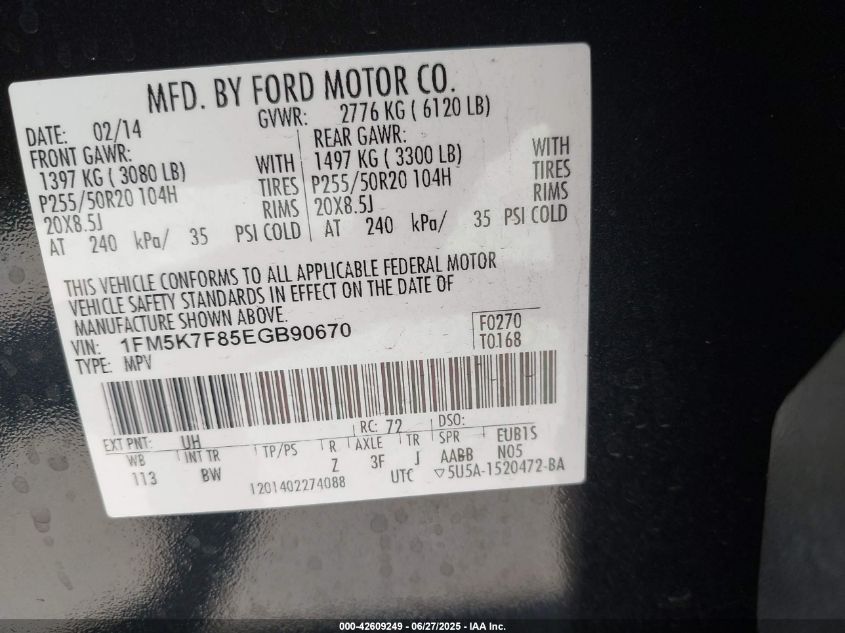 MFD. BY FORD MOTOR CO.
DATE: 02/14 GVWR: 2776 KG ( 6120 LB)
FRONT GAWR: REAR GAWR:
1397 KG ( 3080 LB) WITH 1497 KG ( 3300 LB) WITH
P255/50R20 104H TIRES P255/50R20 104H TIRES
20X8.5J RIMS 20X8.5J RIMS
AT 240 kPa/ 35 PSI COLD AT 240 kPa/ 35 PSI COLD
THIS VEHICLE CONFORMS TO ALL APPLICABLE FEDERAL MOTOR
VEHICLE SAFETY STANDARDS IN EFFECT ON THE DATE OF
MANUFACTURE SHOWN ABOVE.
VIN: 1FM5K7F85EGB90670 F0270
TYPE: MPV T0168
RC: 72 DSO:
EXT PNT: UH EUB1S
WB INT TR TP/PS R AXLE TR SPR N05
113 BW Z 3F J AABB
1201402274088 UTC ▽5U5A-1520472-BA
000-42609249 - 06/27/2025 - IAA Inc.